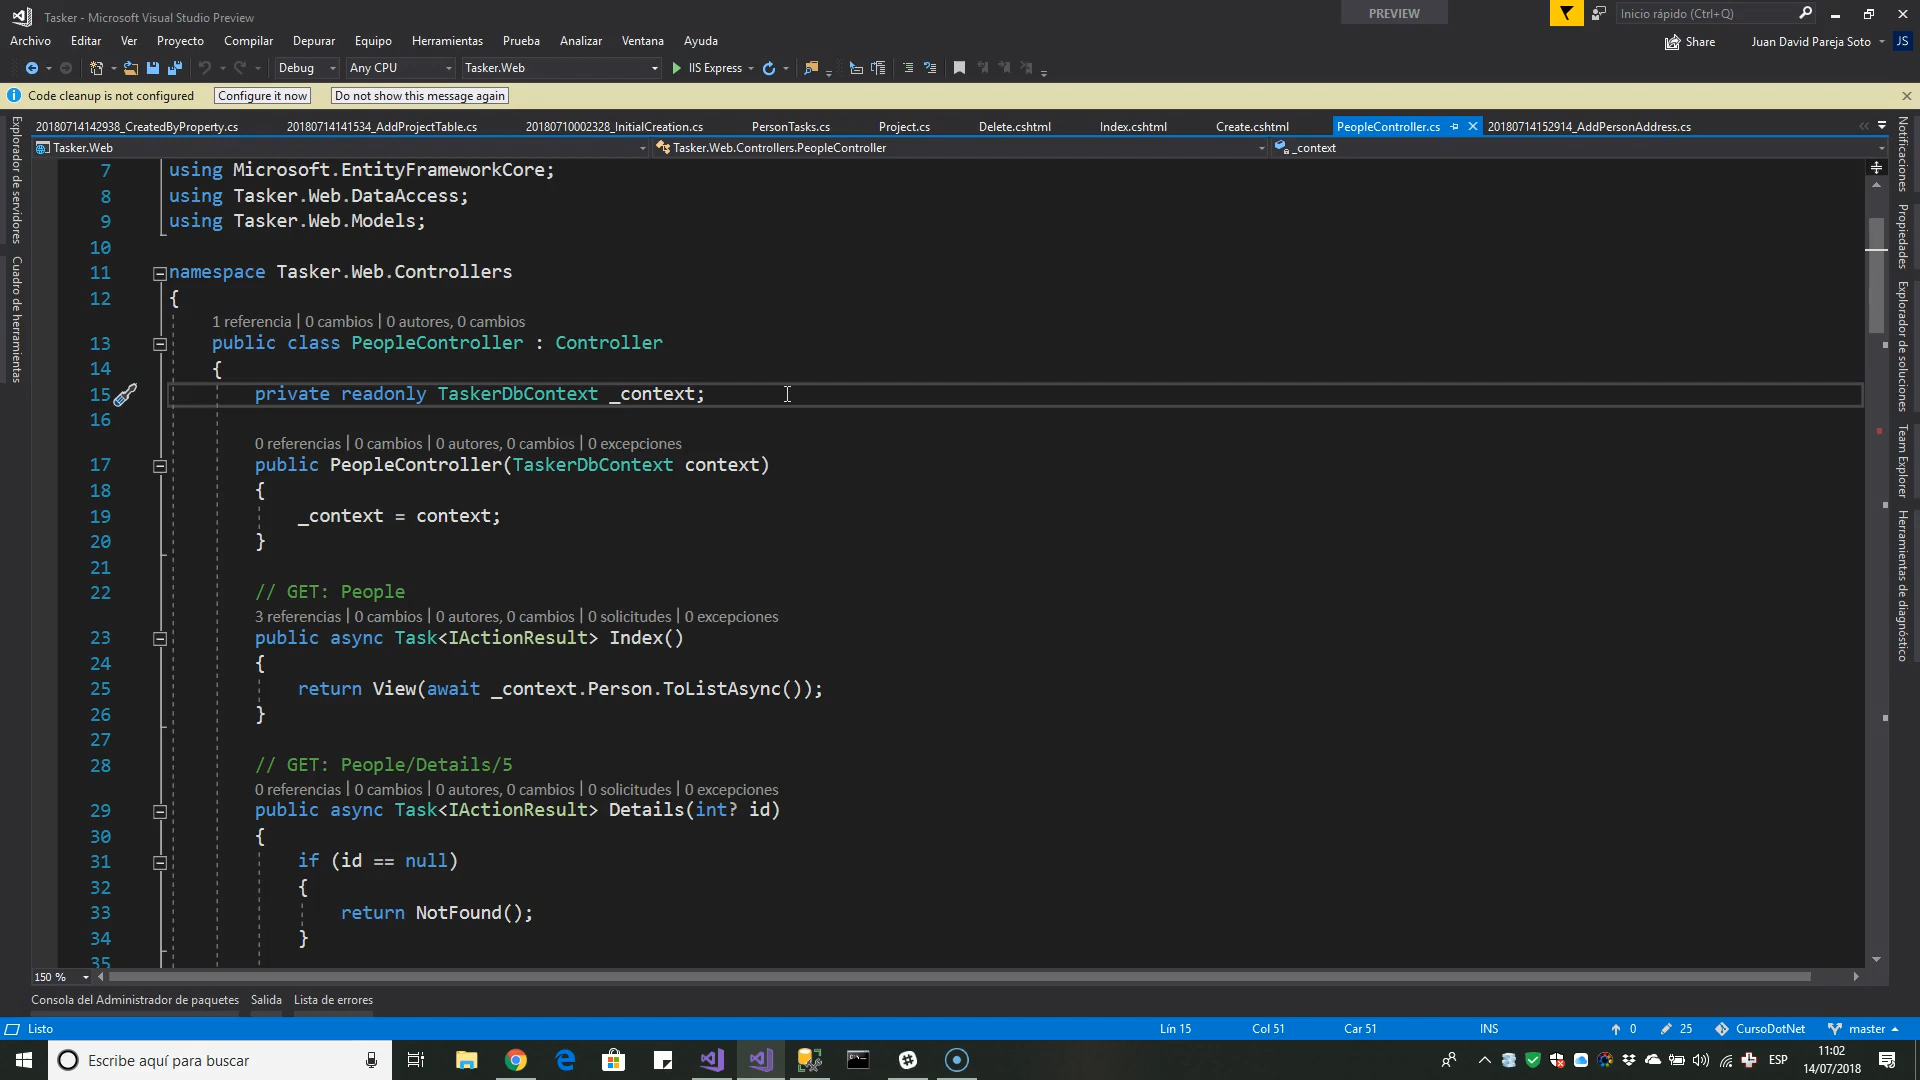 Tasker - Microsoft Visual Studio Preview
PREVIEW
Inicio rápido (Ctrl+Q)
Archivo Editar Ver Proyecto Compilar Depurar Equipo Herramientas Prueba Analizar Ventana Ayuda
Share Juan David Pareja Soto JS
Debug Any CPU Tasker.Web IIS Express
Code cleanup is not configured Configure it now Do not show this message again
20180714142938_CreatedByProperty.cs 20180714141534_AddProjectTable.cs 20180710002328_InitialCreation.cs PersonTasks.cs Project.cs Delete.cshtml Index.cshtml Create.cshtml PeopleController.cs 20180714152914_AddPersonAddress.cs
Tasker.Web Tasker.Web.Controllers.PeopleController _context
Explorador de servidores
Cuadro de herramientas
7 using Microsoft.EntityFrameworkCore;
8 using Tasker.Web.DataAccess;
9 using Tasker.Web.Models;
10
11 namespace Tasker.Web.Controllers
12 {
1 referencia | 0 cambios | 0 autores, 0 cambios
13 public class PeopleController : Controller
14 {
15 private readonly TaskerDbContext _context;
16
0 referencias | 0 cambios | 0 autores, 0 cambios | 0 excepciones
17 public PeopleController(TaskerDbContext context)
18 {
19 _context = context;
20 }
21
22 // GET: People
3 referencias | 0 cambios | 0 autores, 0 cambios | 0 solicitudes | 0 excepciones
23 public async Task<IActionResult> Index()
24 {
25 return View(await _context.Person.ToListAsync());
26 }
27
28 // GET: People/Details/5
0 referencias | 0 cambios | 0 autores, 0 cambios | 0 solicitudes | 0 excepciones
29 public async Task<IActionResult> Details(int? id)
30 {
31 if (id == null)
32 {
33 return NotFound();
34 }
35
Notificaciones
Propiedades
Explorador de soluciones
Team Explorer
Herramientas de diagnóstico
150 %
Consola del Administrador de paquetes Salida Lista de errores
Listo Lín 15 Col 51 Car 51 INS 0 25 CursoDotNet master
Escribe aquí para buscar
ESP
11:02
14/07/2018